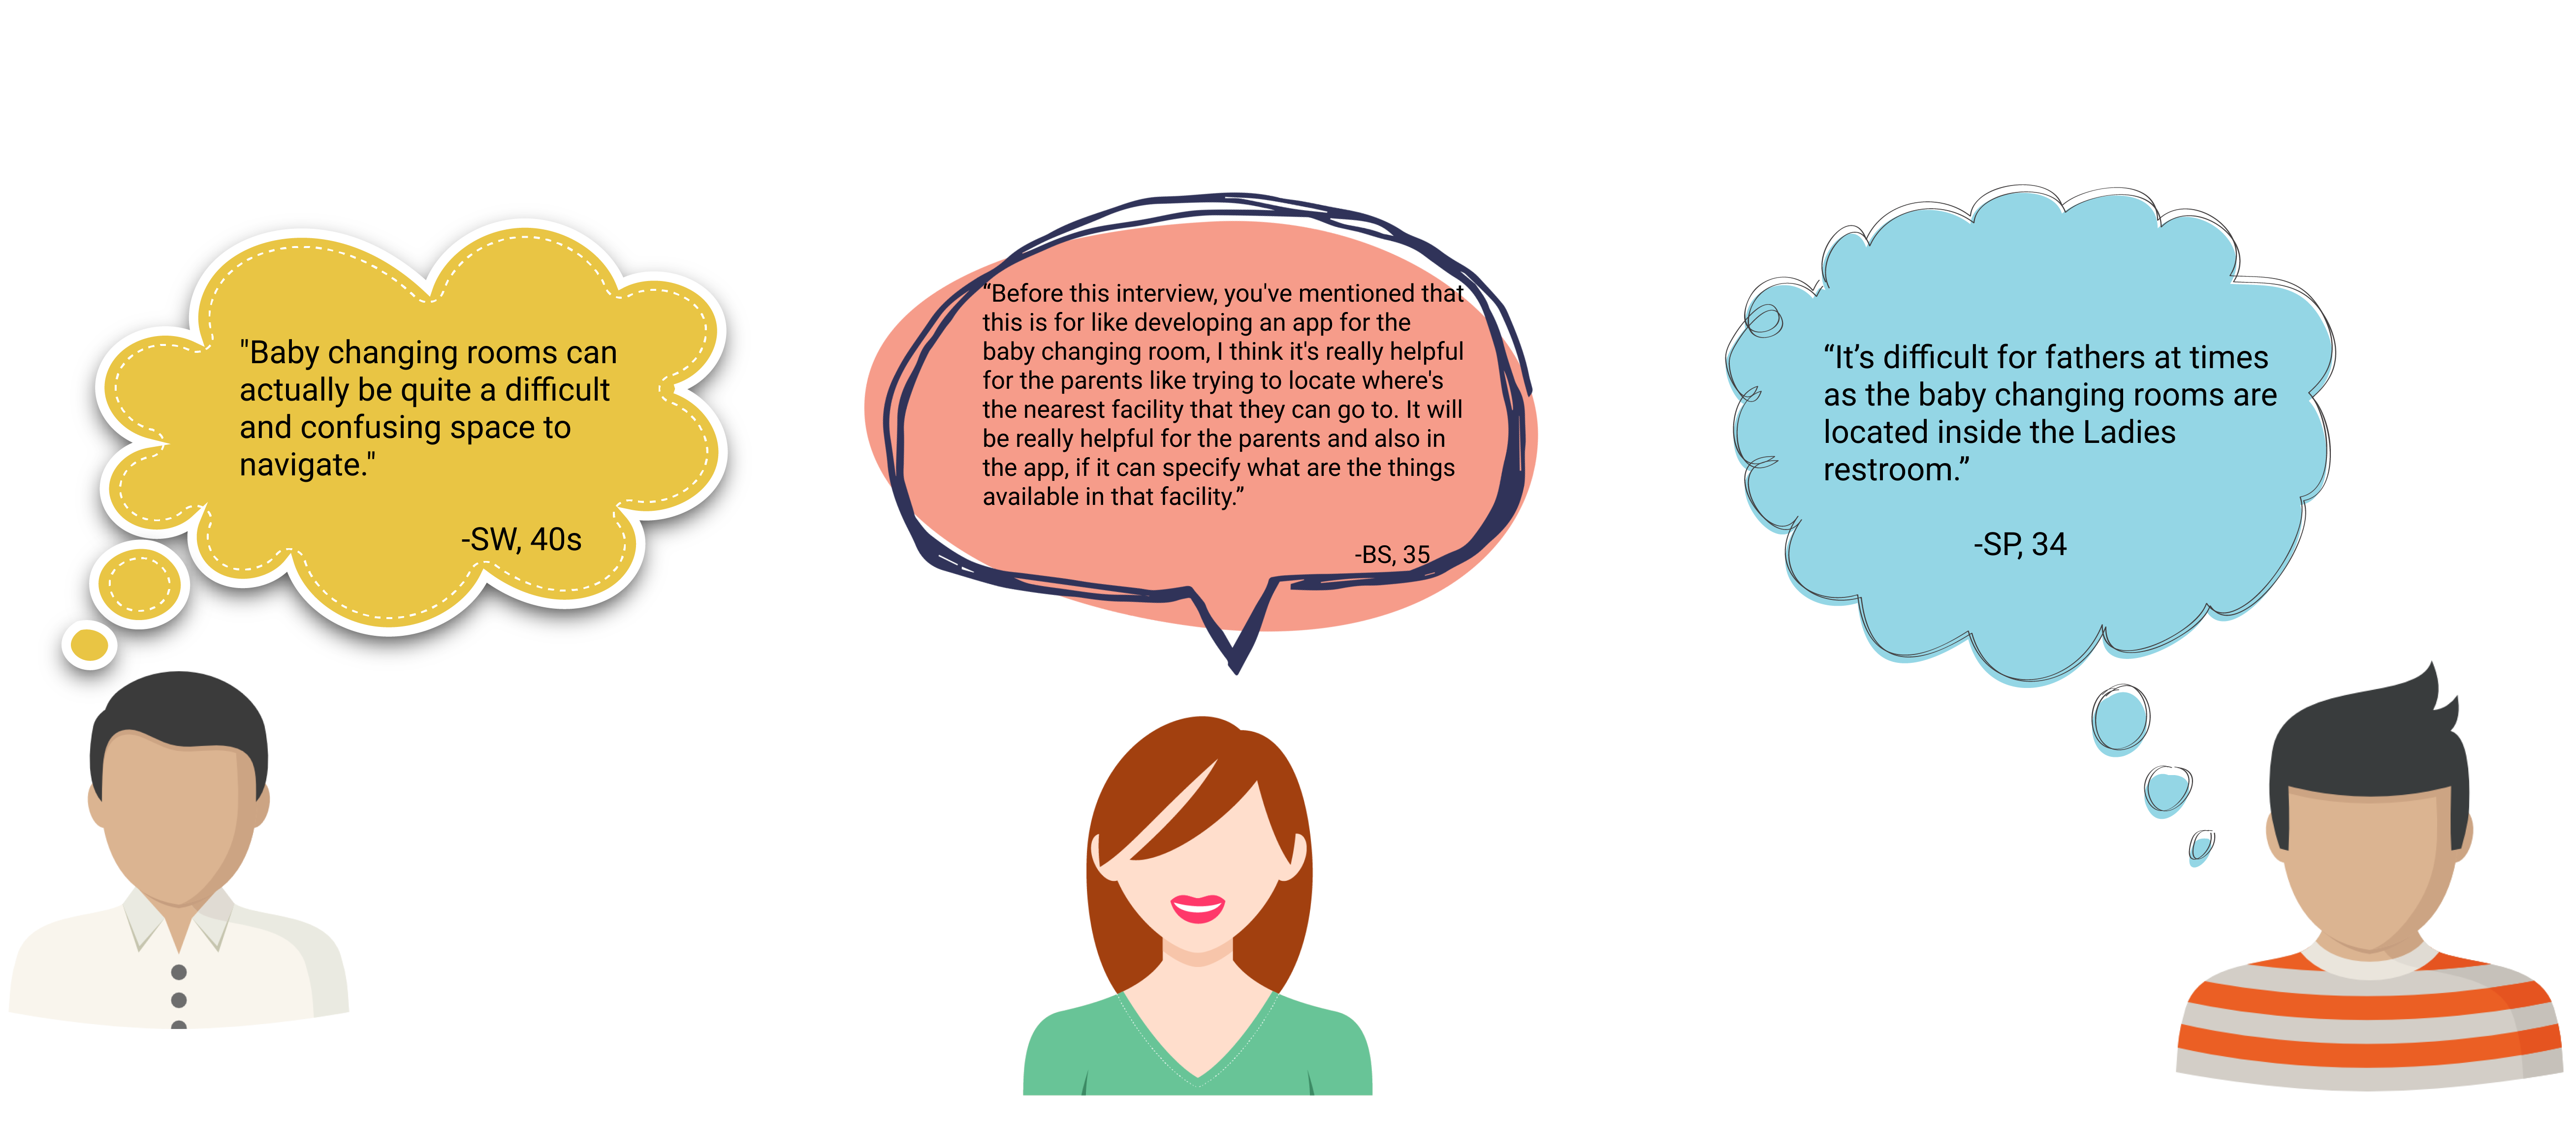 "Baby changing rooms can
actually be quite a difficult
and confusing space to
navigate."
-SW, 40s
“Before this interview, you've mentioned that
this is for like developing an app for the
baby changing room, I think it's really helpful
for the parents like trying to locate where's
the nearest facility that they can go to. It will
be really helpful for the parents and also in
the app, if it can specify what are the things
available in that facility.”
-BS, 35
“It’s difficult for fathers at times
as the baby changing rooms are
located inside the Ladies
restroom.”
-SP, 34